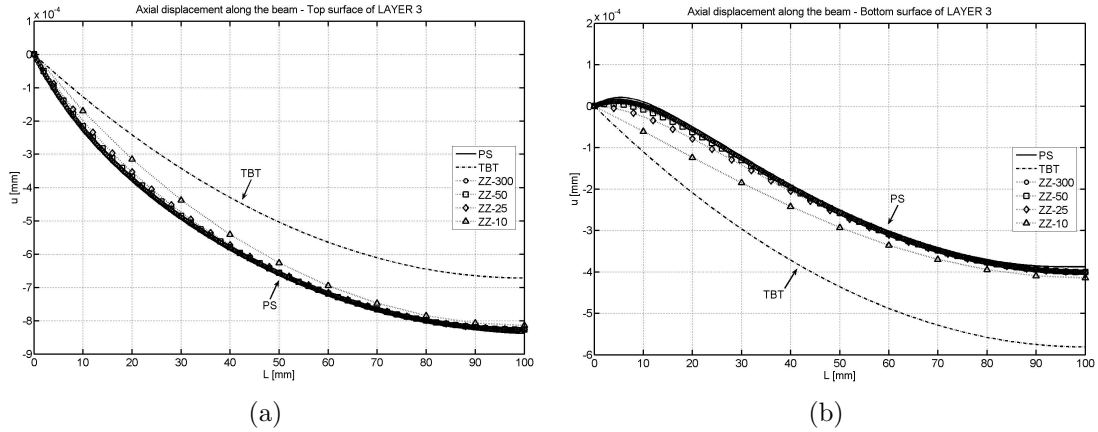 Axial displacement along the beam - Top surface of LAYER 3
x 10^-4
1
0
-1
-2
-3
-4
-5
-6
-7
-8
-9
u [mm]
TBT
PS
PS
TBT
ZZ-300
ZZ-50
ZZ-25
ZZ-10
0 10 20 30 40 50 60 70 80 90 100
L [mm]
(a)
Axial displacement along the beam - Bottom surface of LAYER 3
x 10^-4
2
1
0
-1
-2
-3
-4
-5
-6
u [mm]
PS
TBT
PS
TBT
ZZ-300
ZZ-50
ZZ-25
ZZ-10
0 10 20 30 40 50 60 70 80 90 100
L [mm]
(b)